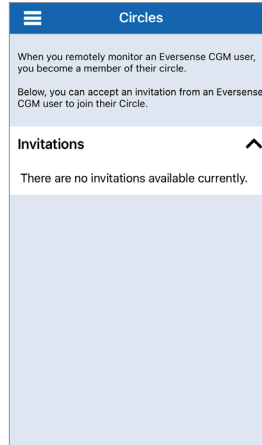 Circles
When you remotely monitor an Eversense CGM user,
you become a member of their circle.
Below, you can accept an invitation from an Eversense
CGM user to join their Circle.
Invitations
There are no invitations available currently.